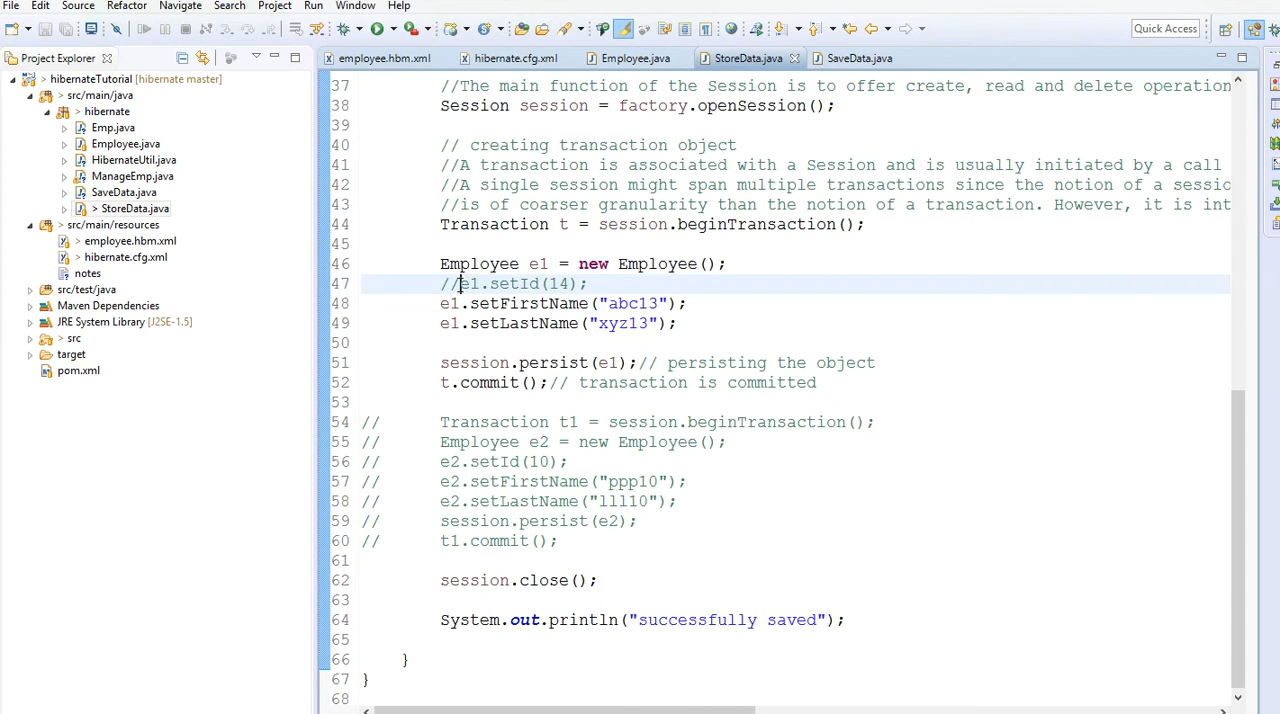 File Edit Source Refactor Navigate Search Project Run Window Help
Quick Access
Project Explorer
employee.hbm.xml hibernate.cfg.xml Employee.java StoreData.java SaveData.java
> hibernateTutorial [hibernate master]
> src/main/java
> hibernate
Emp.java
Employee.java
HibernateUtil.java
ManageEmp.java
SaveData.java
> StoreData.java
> src/main/resources
employee.hbm.xml
hibernate.cfg.xml
notes
src/test/java
Maven Dependencies
JRE System Library [J2SE-1.5]
> src
target
pom.xml
37 //The main function of the Session is to offer create, read and delete operation
38 Session session = factory.openSession();
39
40 // creating transaction object
41 //A transaction is associated with a Session and is usually initiated by a call
42 //A single session might span multiple transactions since the notion of a sessio
43 //is of coarser granularity than the notion of a transaction. However, it is int
44 Transaction t = session.beginTransaction();
45
46 Employee e1 = new Employee();
47 //e1.setId(14);
48 e1.setFirstName("abc13");
49 e1.setLastName("xyz13");
50
51 session.persist(e1);// persisting the object
52 t.commit();// transaction is committed
53
54 // Transaction t1 = session.beginTransaction();
55 // Employee e2 = new Employee();
56 // e2.setId(10);
57 // e2.setFirstName("ppp10");
58 // e2.setLastName("lll10");
59 // session.persist(e2);
60 // t1.commit();
61
62 session.close();
63
64 System.out.println("successfully saved");
65
66 }
67 }
68